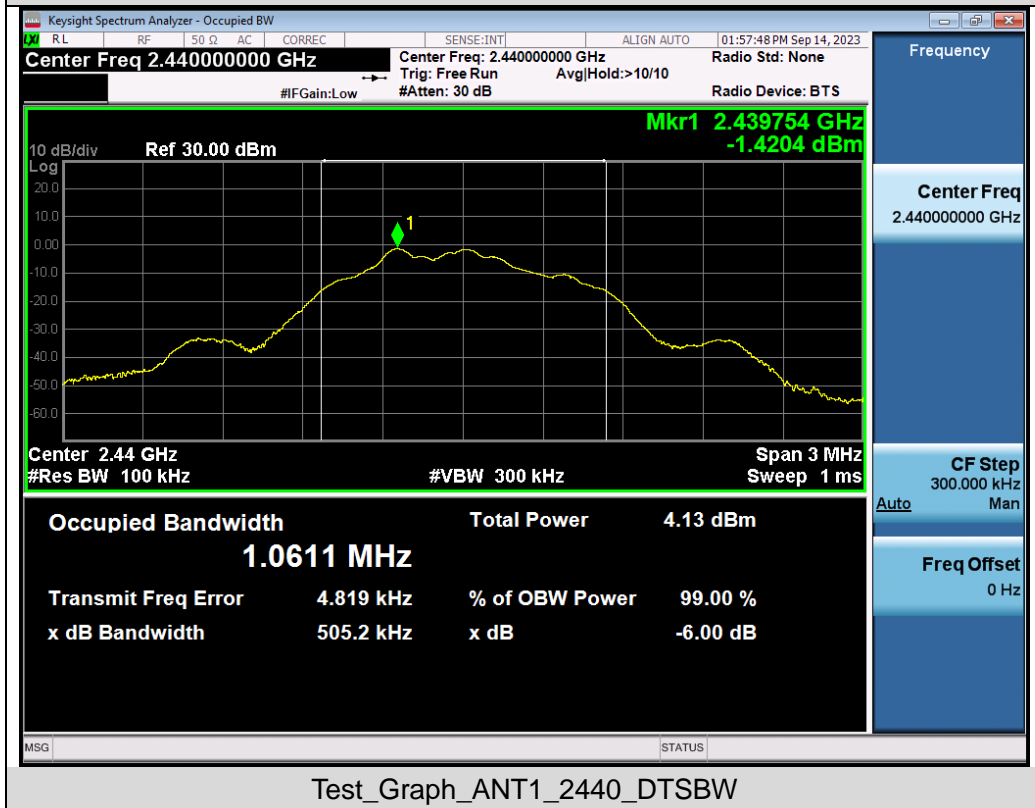 Keysight Spectrum Analyzer - Occupied BW
LXI RL RF 50 Ω AC CORREC SENSE:INT ALIGN AUTO 01:57:48 PM Sep 14, 2023
Center Freq 2.440000000 GHz
Center Freq: 2.440000000 GHz Radio Std: None
Trig: Free Run Avg|Hold:>10/10
#IFGain:Low #Atten: 30 dB Radio Device: BTS
Frequency
Mkr1 2.439754 GHz
-1.4204 dBm
10 dB/div Ref 30.00 dBm
Log
20.0
10.0
0.00
-10.0
-20.0
-30.0
-40.0
-50.0
-60.0
1
Center 2.44 GHz Span 3 MHz
#Res BW 100 kHz #VBW 300 kHz Sweep 1 ms
Center Freq
2.440000000 GHz
CF Step
300.000 kHz
Auto Man
Freq Offset
0 Hz
Occupied Bandwidth Total Power 4.13 dBm
1.0611 MHz
Transmit Freq Error 4.819 kHz % of OBW Power 99.00 %
x dB Bandwidth 505.2 kHz x dB -6.00 dB
MSG STATUS
Test_Graph_ANT1_2440_DTSBW